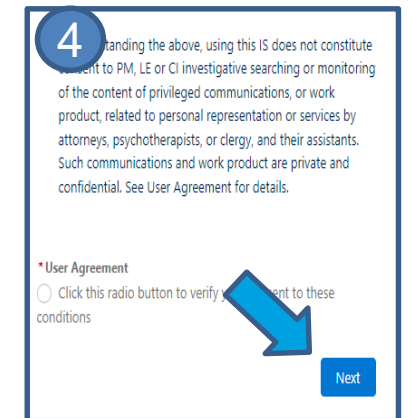 4
tanding the above, using this IS does not constitute
to PM, LE or CI investigative searching or monitoring
of the content of privileged communications, or work
product, related to personal representation or services by
attorneys, psychotherapists, or clergy, and their assistants.
Such communications and work product are private and
confidential. See User Agreement for details.
*User Agreement
Click this radio button to verify ent to these
conditions
Next